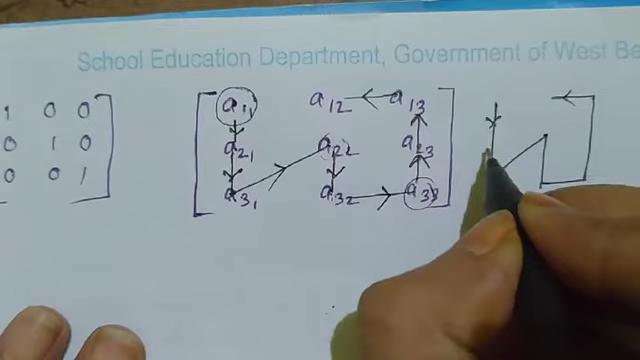 School Education Department, Government of West Be
1 0 0
0 1 0
0 0 1
a11 a12 a13
a21 a22 a23
a31 a32 a33